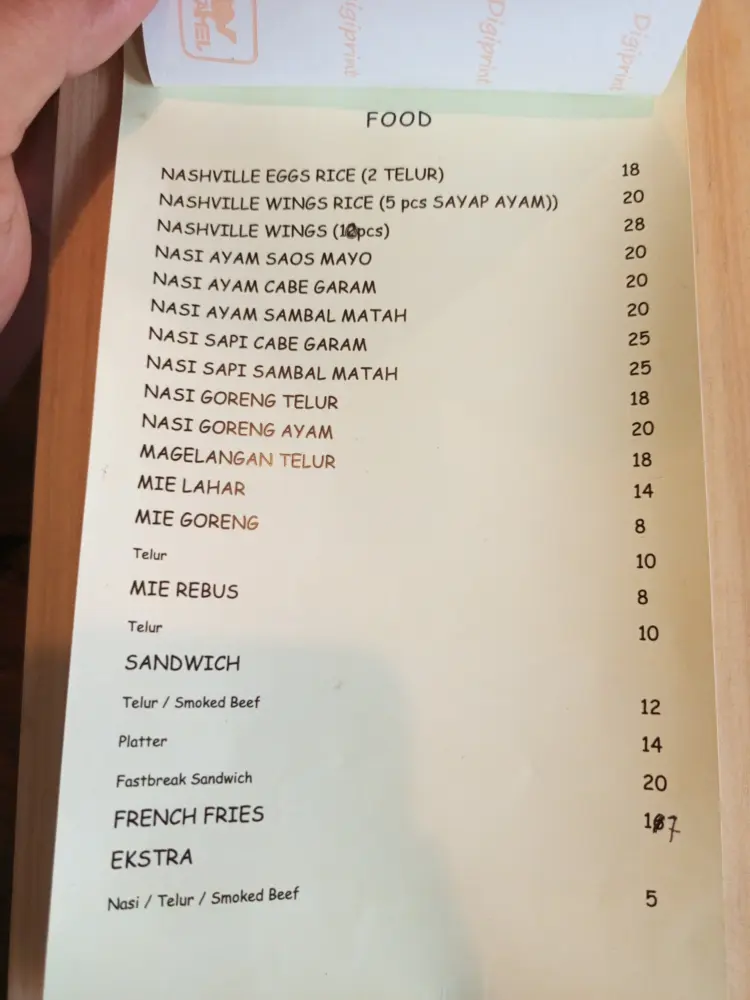 Digiprint Digiprint Digiprint
FOOD
NASHVILLE EGGS RICE (2 TELUR) 18
NASHVILLE WINGS RICE (5 pcs SAYAP AYAM)) 20
NASHVILLE WINGS (pcs) 28
NASI AYAM SAOS MAYO 20
NASI AYAM CABE GARAM 20
NASI AYAM SAMBAL MATAH 20
NASI SAPI CABE GARAM 25
NASI SAPI SAMBAL MATAH 25
NASI GORENG TELUR 18
NASI GORENG AYAM 20
MAGELANGAN TELUR 18
MIE LAHAR 14
MIE GORENG 8
Telur 10
MIE REBUS 8
Telur 10
SANDWICH
Telur / Smoked Beef 12
Platter 14
Fastbreak Sandwich 20
FRENCH FRIES 17
EKSTRA
Nasi / Telur / Smoked Beef 5